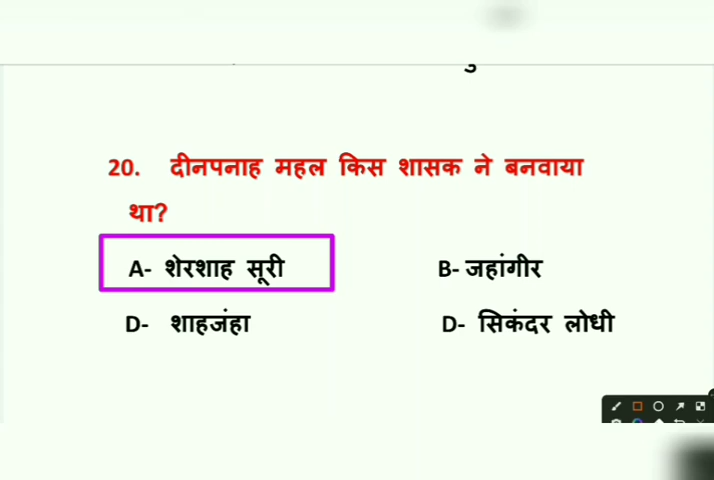 20. दीनपनाह महल किस शासक ने बनवाया
था?
A- शेरशाह सूरी B- जहांगीर
D- शाहजंहा D- सिकंदर लोधी